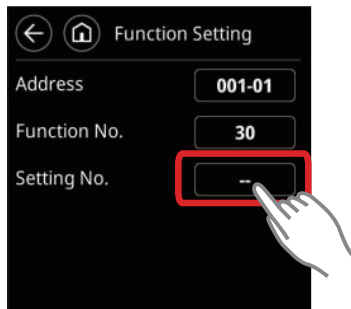 Function Setting
Address 001-01
Function No. 30
Setting No. --